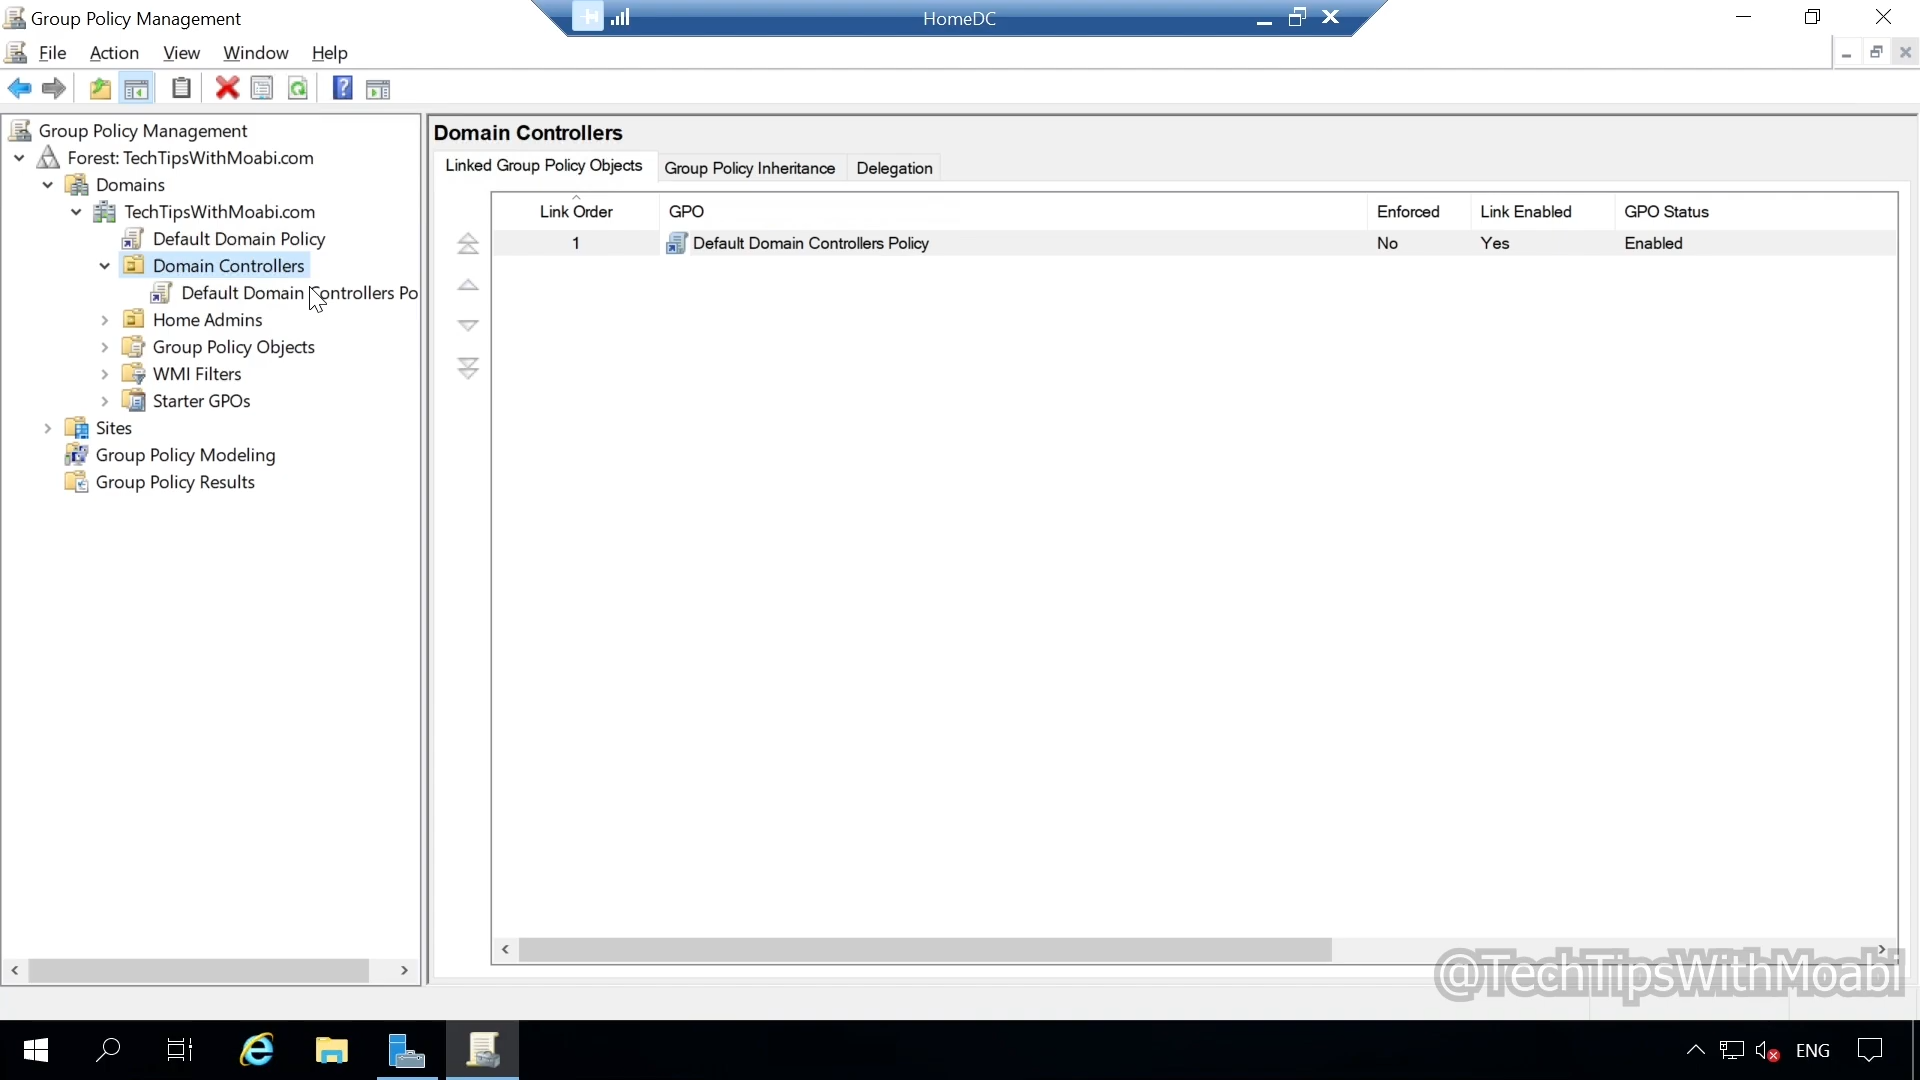 Group Policy Management
HomeDC
File Action View Window Help
Group Policy Management
Forest: TechTipsWithMoabi.com
Domains
TechTipsWithMoabi.com
Default Domain Policy
Domain Controllers
Default Domain Controllers Po
Home Admins
Group Policy Objects
WMI Filters
Starter GPOs
Sites
Group Policy Modeling
Group Policy Results
Domain Controllers
Linked Group Policy Objects Group Policy Inheritance Delegation
Link Order GPO Enforced Link Enabled GPO Status
1 Default Domain Controllers Policy No Yes Enabled
@TechTipsWithMoabi
ENG